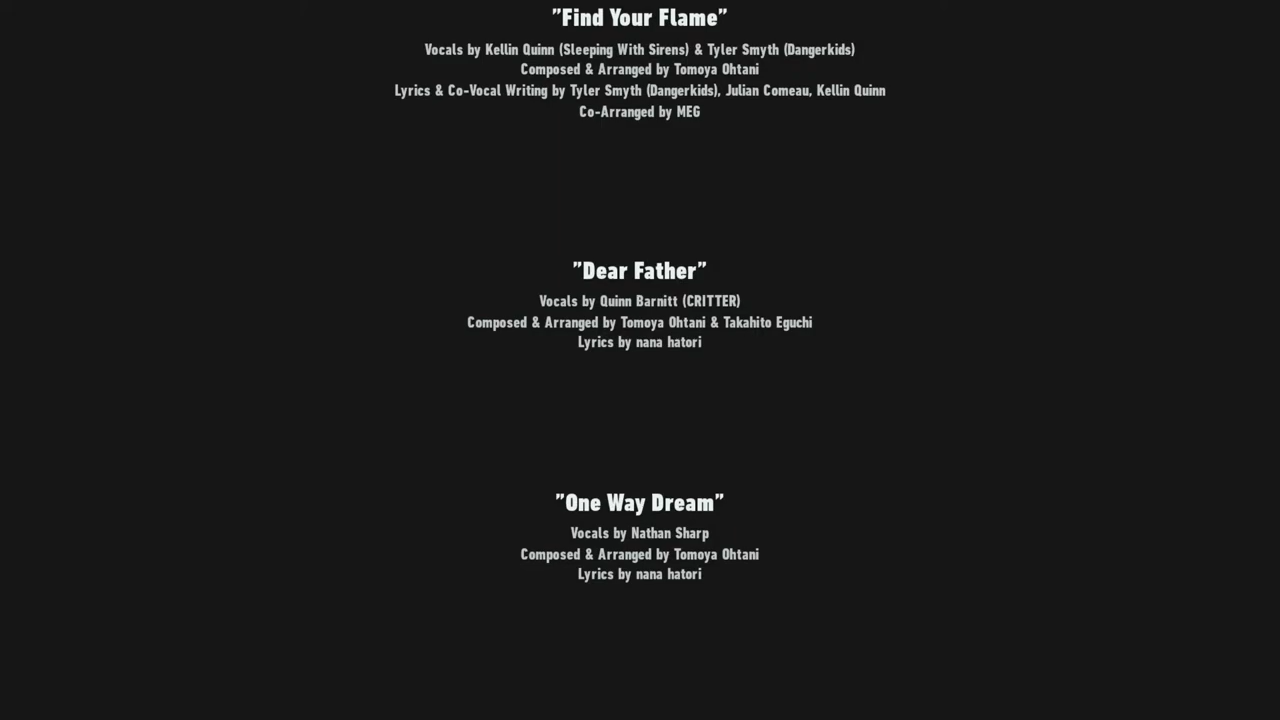 "Find Your Flame"
Vocals by Kellin Quinn (Sleeping With Sirens) & Tyler Smyth (Dangerkids)
Composed & Arranged by Tomoya Ohtani
Lyrics & Co-Vocal Writing by Tyler Smyth (Dangerkids), Julian Comeau, Kellin Quinn
Co-Arranged by MEG
"Dear Father"
Vocals by Quinn Barnitt (CRITTER)
Composed & Arranged by Tomoya Ohtani & Takahito Eguchi
Lyrics by nana hatori
"One Way Dream"
Vocals by Nathan Sharp
Composed & Arranged by Tomoya Ohtani
Lyrics by nana hatori